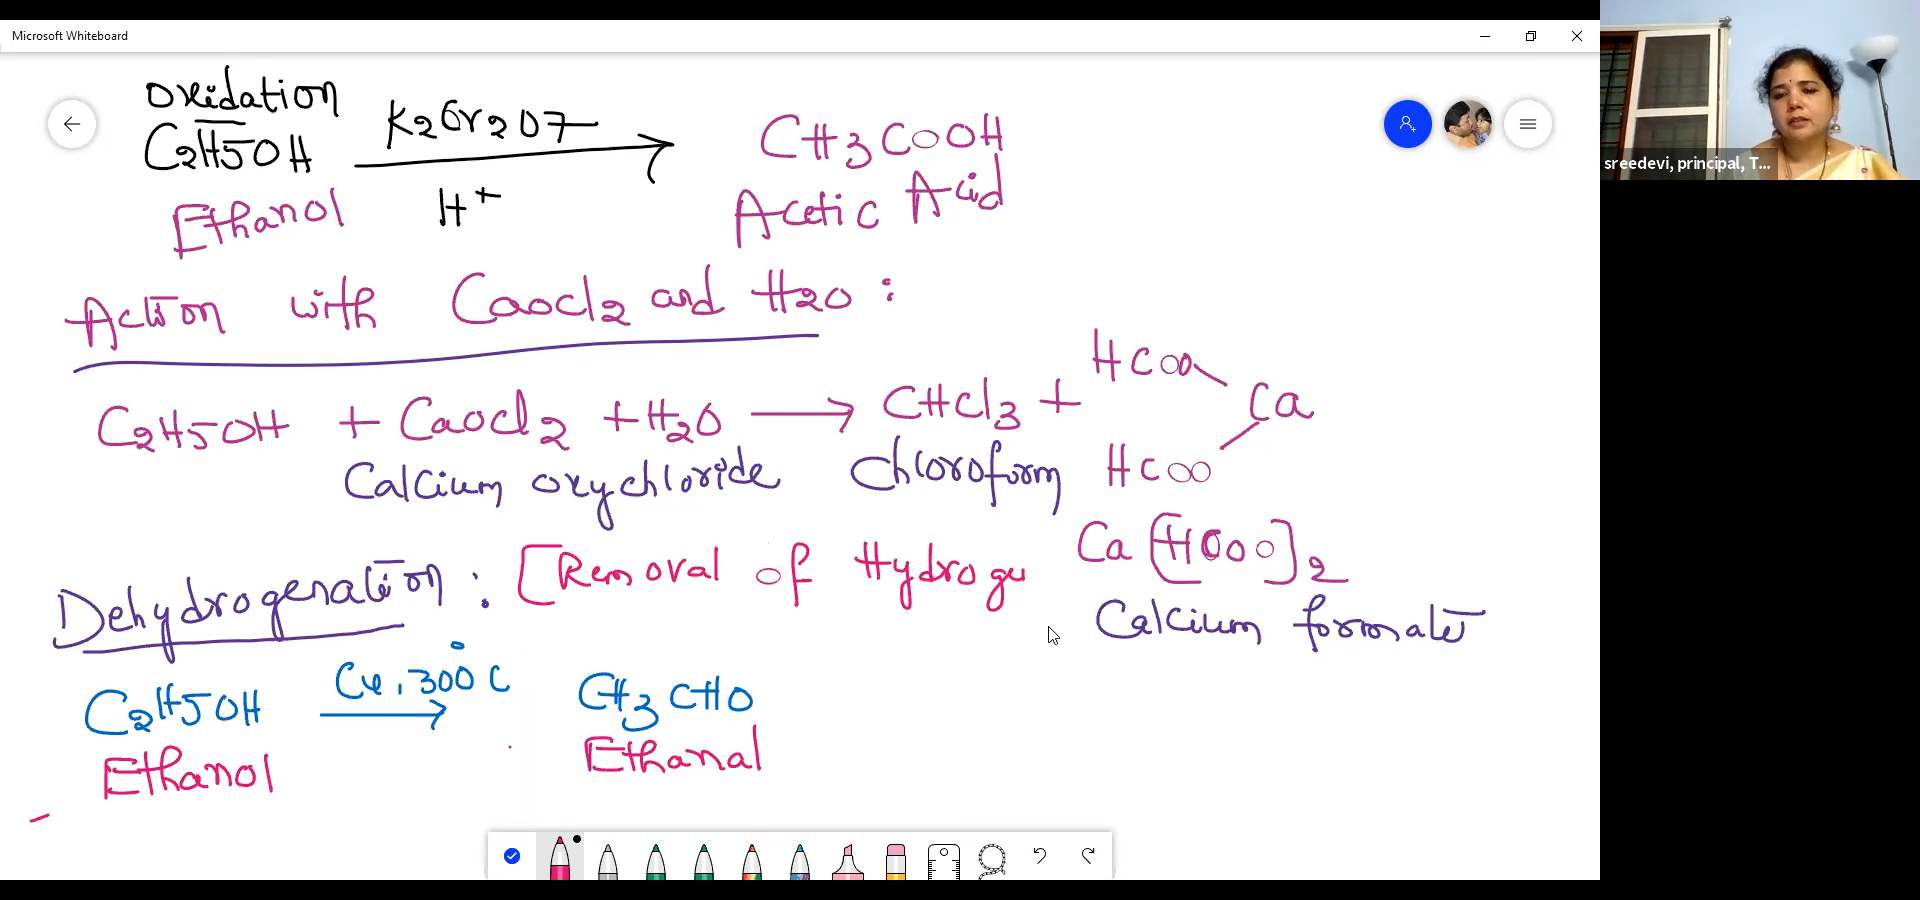 Microsoft Whiteboard
sreedevi, principal, T...
Oxidation
C2H5OH K2Cr2O7 CH3COOH
H+
Ethanol Acetic Acid
Action with CaOCl2 and H2O :
HCOO
C2H5OH + CaOCl2 + H2O → CHCl3 + Ca
HCOO
Calcium oxychloride Chloroform
Ca [HCOO]2
Calcium formate
Dehydrogenation : [Removal of Hydroge
C2H5OH Cu, 300°C → CH3CHO
Ethanol Ethanal